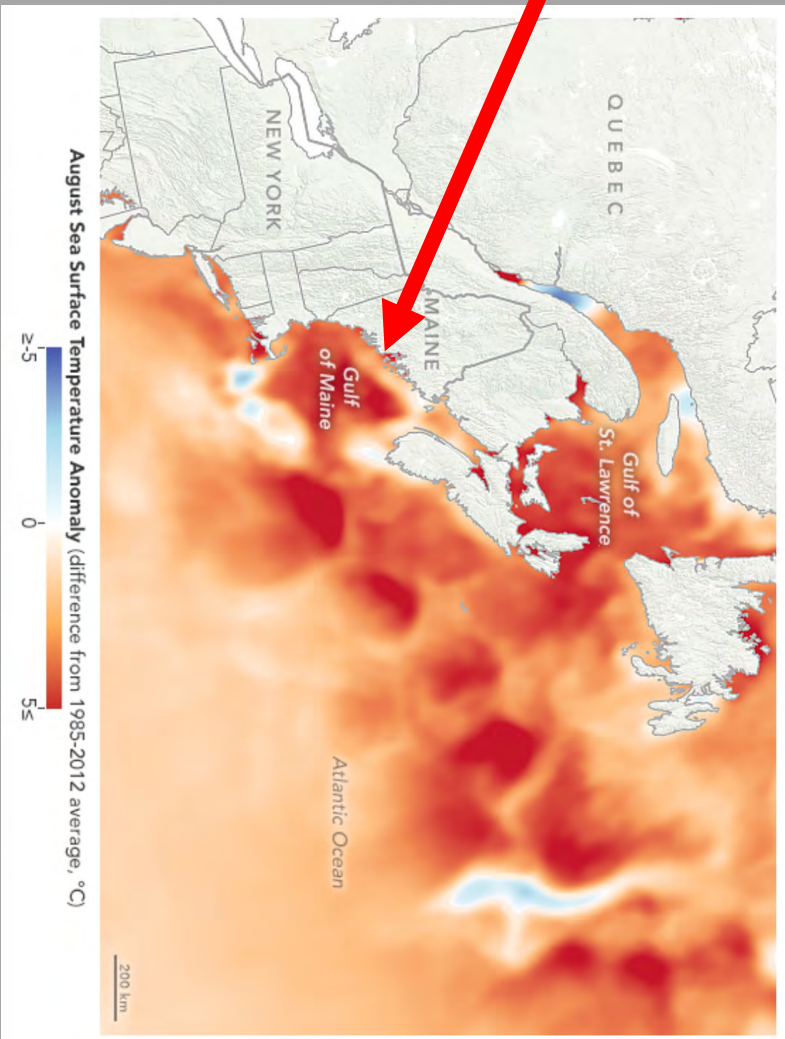 QUEBEC
NEW YORK
MAINE
Gulf
of Maine
Gulf of
St. Lawrence
Atlantic Ocean
200 km
August Sea Surface Temperature Anomaly (difference from 1985-2012 average, °C)
≥-5
0
5≤